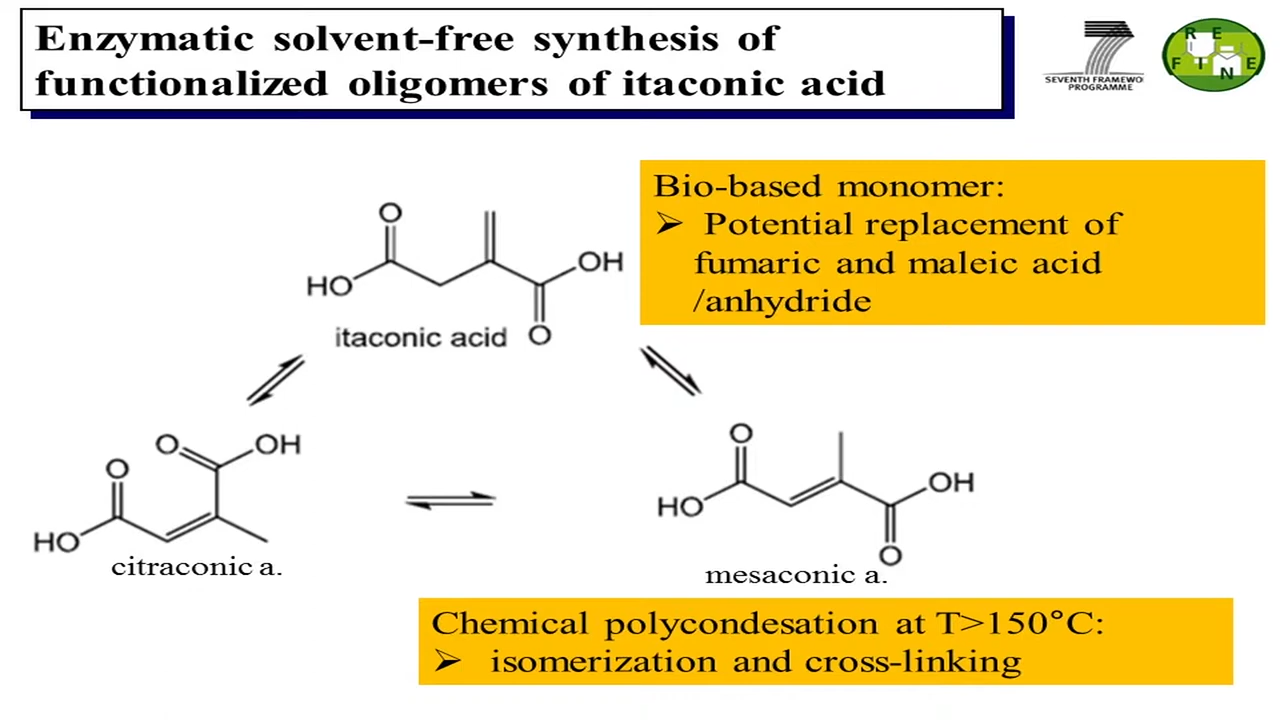 Enzymatic solvent-free synthesis of
functionalized oligomers of itaconic acid
SEVENTH FRAMEWO
PROGRAMME
R E
F I N E
Bio-based monomer:
➢ Potential replacement of
fumaric and maleic acid
/anhydride
O
HO
OH
O
itaconic acid
O
OH
O
HO
citraconic a.
O
HO
OH
O
mesaconic a.
Chemical polycondesation at T>150°C:
➢ isomerization and cross-linking